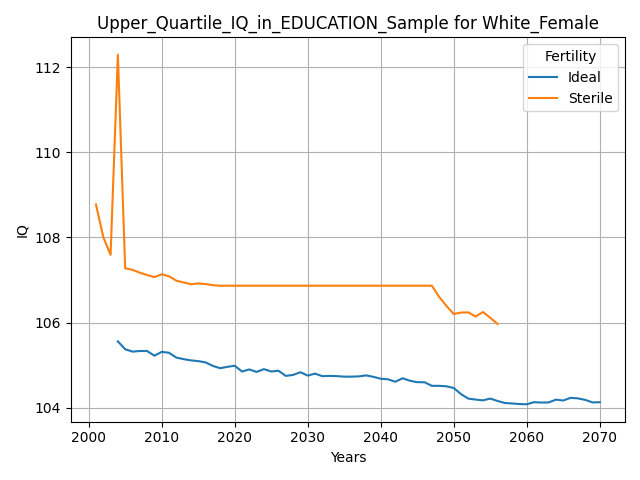 Upper_Quartile_IQ_in_EDUCATION_Sample for White_Female
Fertility
Ideal
Sterile
IQ
112
110
108
106
104
2000 2010 2020 2030 2040 2050 2060 2070
Years